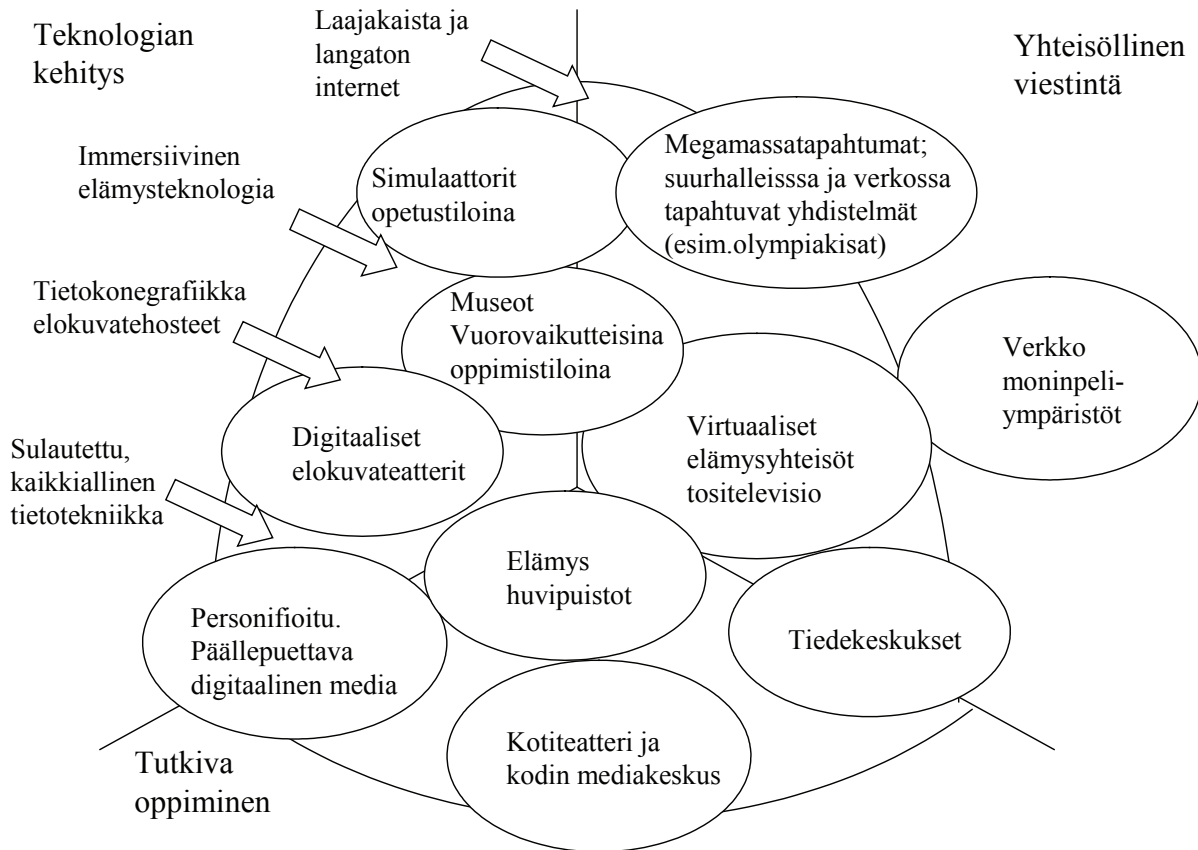 Teknologian
kehitys
Laajakaista ja
langaton
internet
Yhteisöllinen
viestintä
Immersiivinen
elämysteknologia
Simulaattorit
opetustiloina
Megamassatapahtumat;
suurhalleisssa ja verkossa
tapahtuvat yhdistelmät
(esim.olympiakisat)
Tietokonegrafiikka
elokuvatehosteet
Museot
Vuorovaikutteisina
oppimistiloina
Verkko
moninpeli-
ympäristöt
Sulautettu,
kaikkiallinen
tietotekniikka
Digitaaliset
elokuvateatterit
Virtuaaliset
elämysyhteisöt
tositelevisio
Elämys
huvipuistot
Personifioitu.
Päällepuettava
digitaalinen media
Tiedekeskukset
Kotiteatteri ja
kodin mediakeskus
Tutkiva
oppiminen